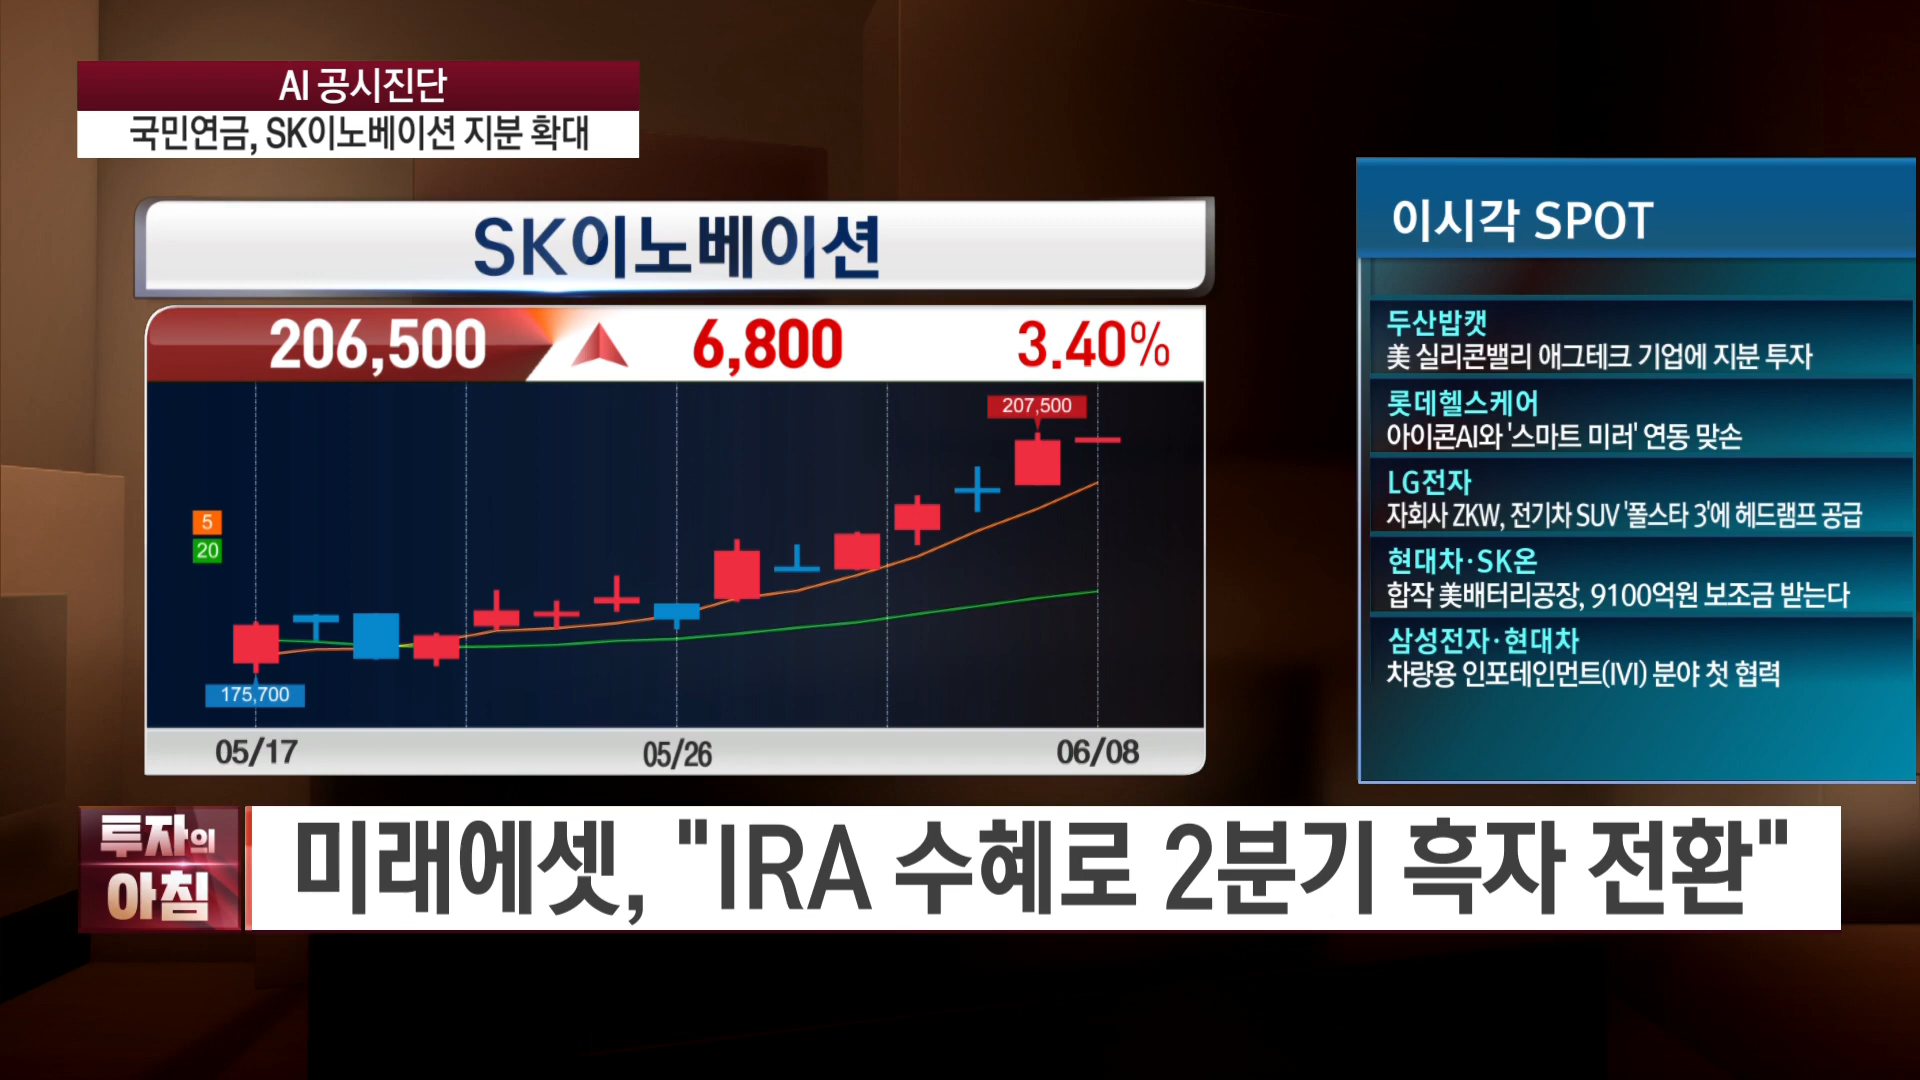 AI 공시진단
국민연금, SK이노베이션 지분 확대
SK이노베이션
206,500 6,800 3.40%
207,500
5
20
175,700
05/17 05/26 06/08
이시각 SPOT
두산밥캣
美 실리콘밸리 애그테크 기업에 지분 투자
롯데헬스케어
아이콘AI와 '스마트 미러' 연동 맞손
LG전자
자회사 ZKW, 전기차 SUV '폴스타 3'에 헤드램프 공급
현대차·SK온
합작 美배터리공장, 9100억원 보조금 받는다
삼성전자·현대차
차량용 인포테인먼트(IVI) 분야 첫 협력
투자의
아침
미래에셋, "IRA 수혜로 2분기 흑자 전환"